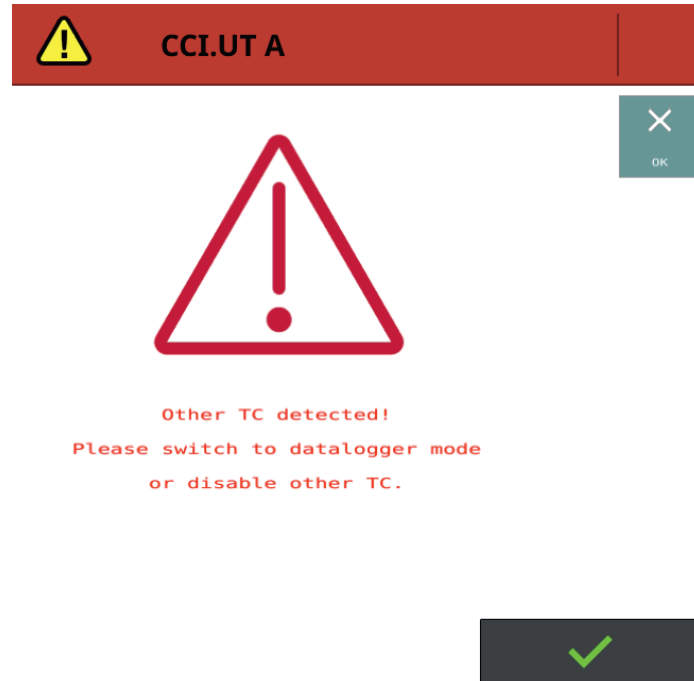 CCI.UT A
OK
Other TC detected!
Please switch to datalogger mode
or disable other TC.